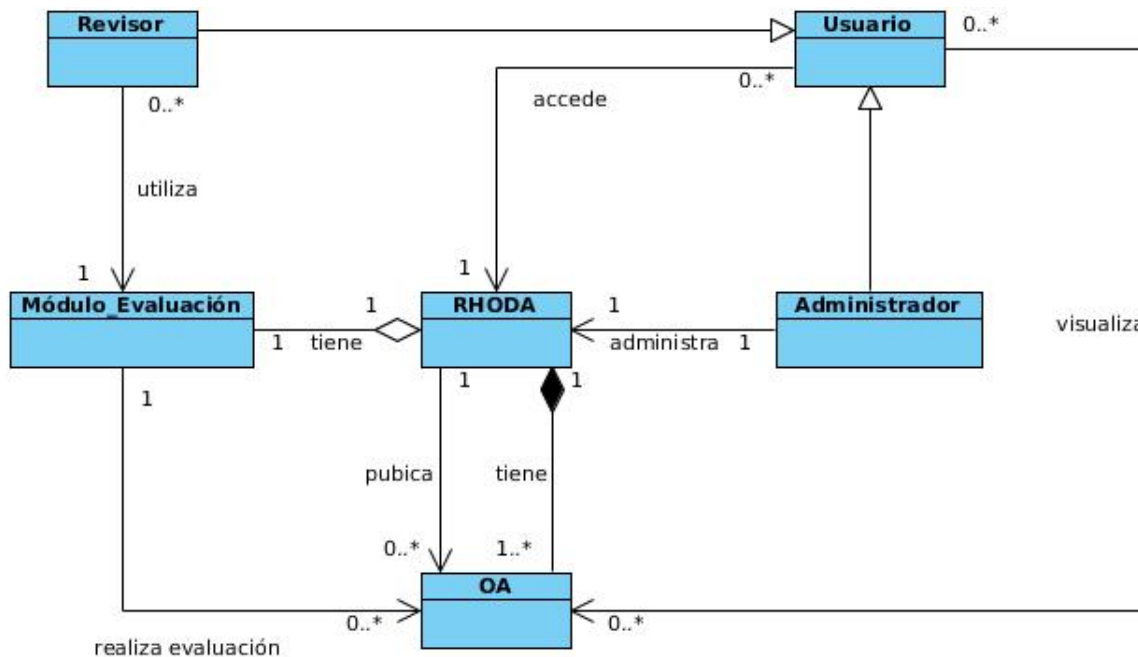 Revisor
Usuario
0..*
0..*
0..*
accede
utiliza
1
1
Módulo_Evaluación
1
RHODA
1
Administrador
1
tiene
administra
1
visualiza
1
1
1
pubica
tiene
0..*
1..*
OA
0..*
0..*
realiza evaluación